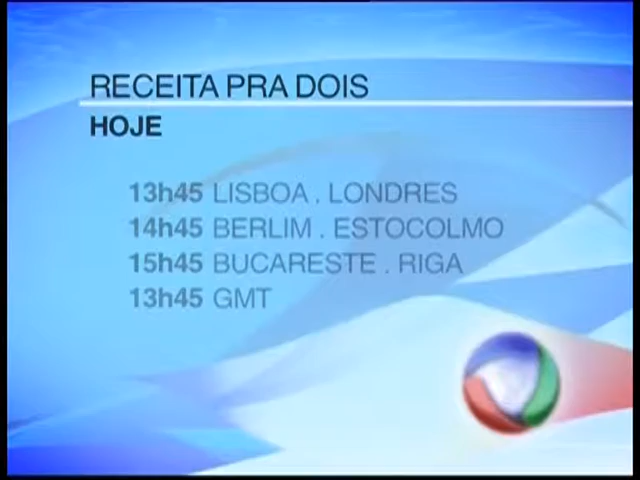 RECEITA PRA DOIS
HOJE
13h45 LISBOA . LONDRES
14h45 BERLIM . ESTOCOLMO
15h45 BUCARESTE . RIGA
13h45 GMT